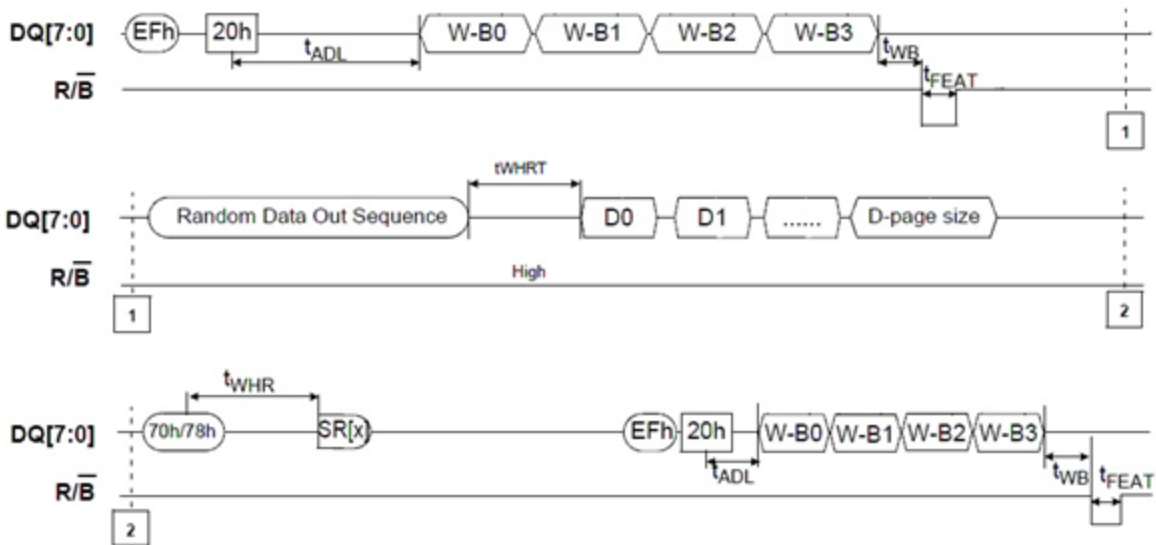 DQ[7:0] EFh 20h W-B0 W-B1 W-B2 W-B3
tADL tWB
R/B tFEAT
1
tWHRT
DQ[7:0] Random Data Out Sequence D0 D1 ...... D-page size
R/B High
1 2
tWHR
DQ[7:0] 70h/78h SR[x] EFh 20h W-B0 W-B1 W-B2 W-B3
tADL tWB tFEAT
R/B
2